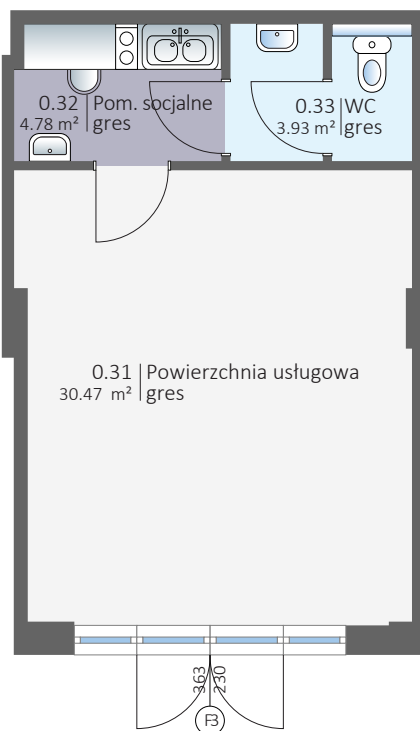 0.32 Pom. socjalne
4.78 m² gres
0.33 WC
3.93 m² gres
0.31 Powierzchnia usługowa
30.47 m² gres
363
230